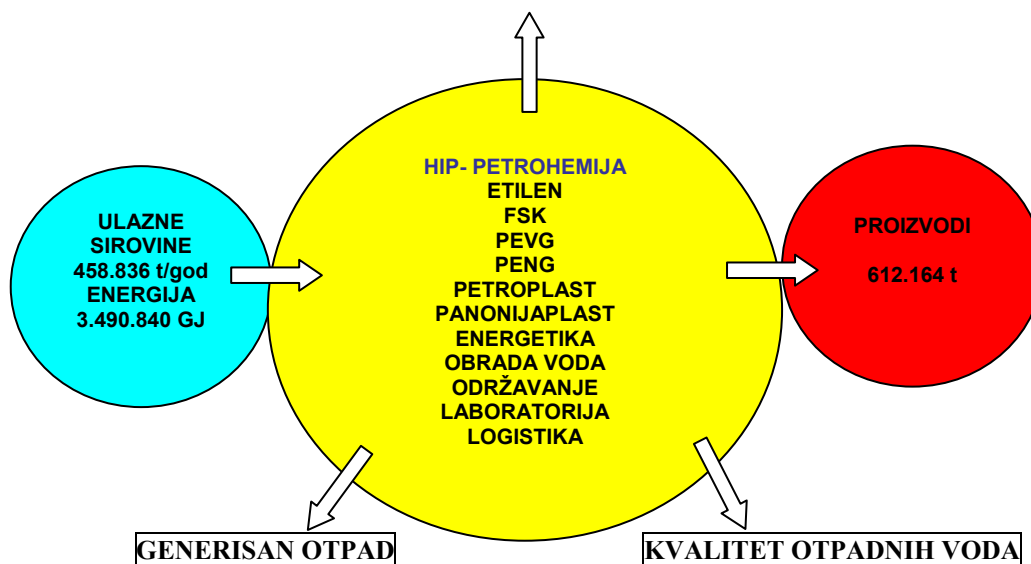 ULAZNE
SIROVINE
458.836 t/god
ENERGIJA
3.490.840 GJ
HIP- PETROHEMIJA
ETILEN
FSK
PEVG
PENG
PETROPLAST
PANONIJAPLAST
ENERGETIKA
OBRADA VODA
ODRŽAVANJE
LABORATORIJA
LOGISTIKA
PROIZVODI
612.164 t
GENERISAN OTPAD
KVALITET OTPADNIH VODA